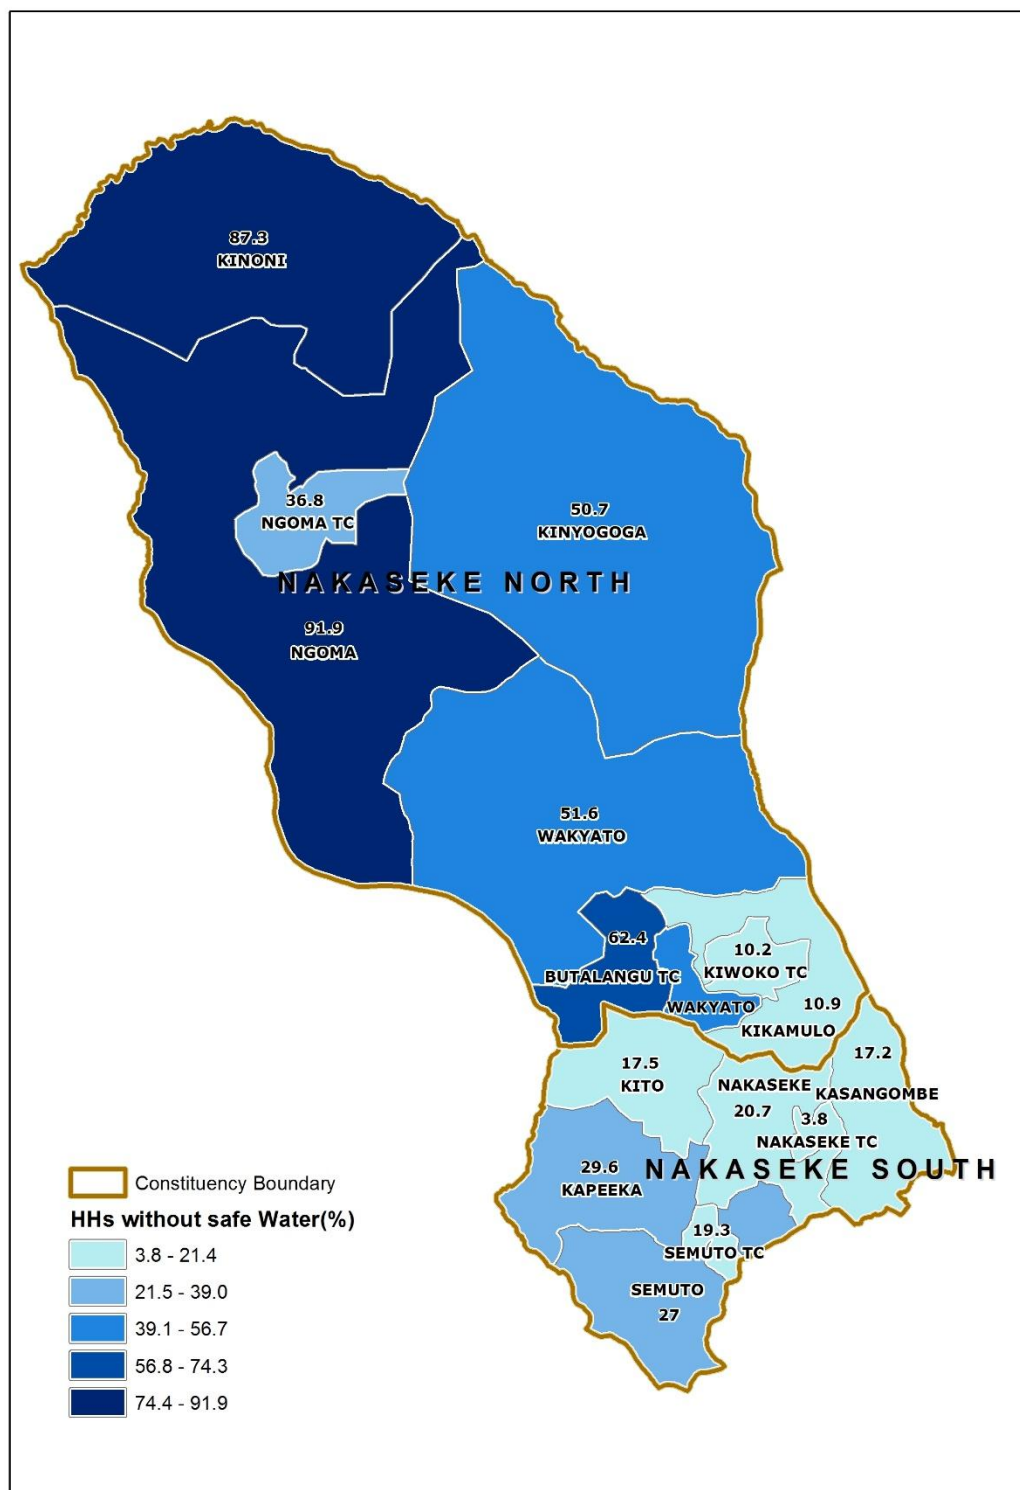 87.3
KINONI
36.8
NGOMA TC
50.7
KINYOGOGA
NAKASEKE NORTH
91.9
NGOMA
51.6
WAKYATO
62.4
BUTALANGU TC
10.2
KIWOKO TC
WAKYATO
10.9
KIKAMULO
17.2
KASANGOMBE
17.5
KITO
NAKASEKE
20.7
3.8
NAKASEKE TC
29.6
KAPEEKA
NAKASEKE SOUTH
19.3
SEMUTO TC
SEMUTO
27
Constituency Boundary
HHs without safe Water(%)
3.8 - 21.4
21.5 - 39.0
39.1 - 56.7
56.8 - 74.3
74.4 - 91.9